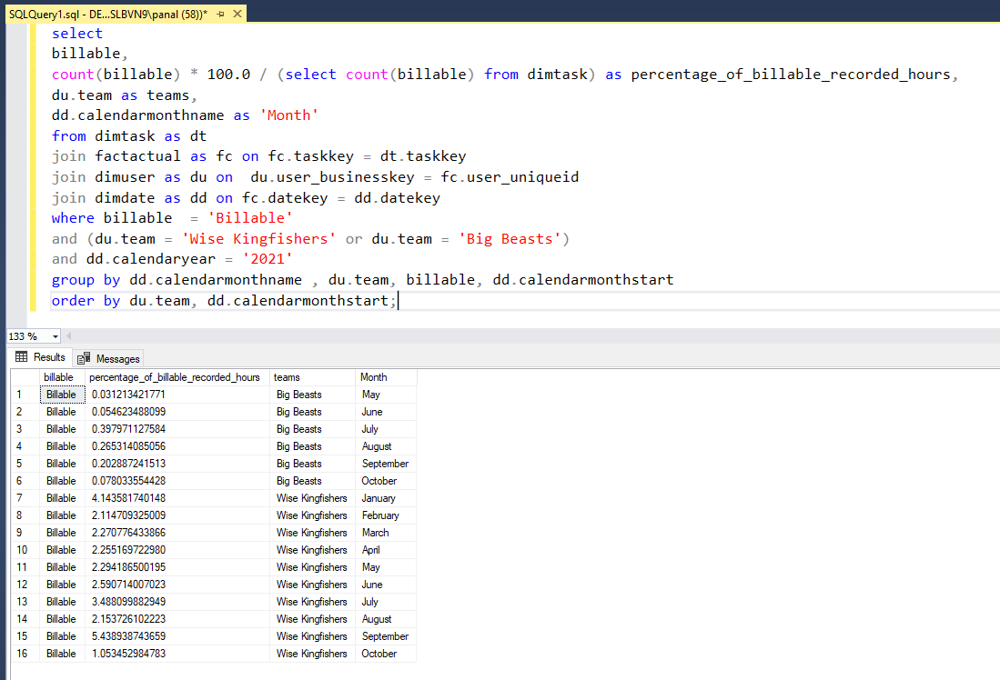 SQLQuery1.sql - DE...SLBVN9\panal (58))*
select
billable,
count(billable) * 100.0 / (select count(billable) from dimtask) as percentage_of_billable_recorded_hours,
du.team as teams,
dd.calendarmonthname as 'Month'
from dimtask as dt
join factactual as fc on fc.taskkey = dt.taskkey
join dimuser as du on  du.user_businesskey = fc.user_uniqueid
join dimdate as dd on fc.datekey = dd.datekey
where billable  = 'Billable'
and (du.team = 'Wise Kingfishers' or du.team = 'Big Beasts')
and dd.calendaryear = '2021'
group by dd.calendarmonthname , du.team, billable, dd.calendarmonthstart
order by du.team, dd.calendarmonthstart;
133 %
Results Messages
billable percentage_of_billable_recorded_hours teams Month
1 Billable 0.031213421771 Big Beasts May
2 Billable 0.054623488099 Big Beasts June
3 Billable 0.397971127584 Big Beasts July
4 Billable 0.265314085056 Big Beasts August
5 Billable 0.202887241513 Big Beasts September
6 Billable 0.078033554428 Big Beasts October
7 Billable 4.143581740148 Wise Kingfishers January
8 Billable 2.114709325009 Wise Kingfishers February
9 Billable 2.270776433866 Wise Kingfishers March
10 Billable 2.255169722980 Wise Kingfishers April
11 Billable 2.294186500195 Wise Kingfishers May
12 Billable 2.590714007023 Wise Kingfishers June
13 Billable 3.488099882949 Wise Kingfishers July
14 Billable 2.153726102223 Wise Kingfishers August
15 Billable 5.438938743659 Wise Kingfishers September
16 Billable 1.053452984783 Wise Kingfishers October